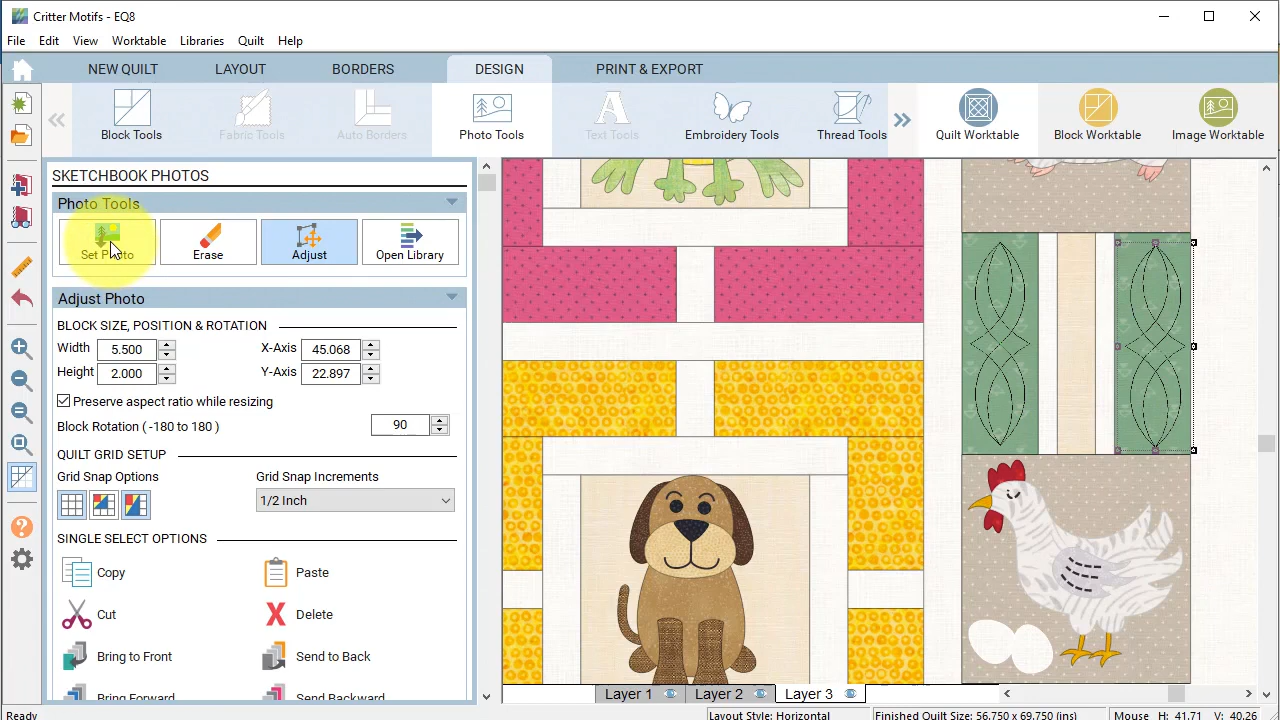 Critter Motifs - EQ8
File Edit View Worktable Libraries Quilt Help
NEW QUILT LAYOUT BORDERS DESIGN PRINT & EXPORT
Block Tools Fabric Tools Auto Borders Photo Tools Text Tools Embroidery Tools Thread Tools Quilt Worktable Block Worktable Image Worktable
SKETCHBOOK PHOTOS
Photo Tools
Set Photo Erase Adjust Open Library
Adjust Photo
BLOCK SIZE, POSITION & ROTATION
Width 5.500 X-Axis 45.068
Height 2.000 Y-Axis 22.897
Preserve aspect ratio while resizing
Block Rotation ( -180 to 180 ) 90
QUILT GRID SETUP
Grid Snap Options Grid Snap Increments
1/2 Inch
SINGLE SELECT OPTIONS
Copy Paste
Cut Delete
Bring to Front Send to Back
Bring Forward Send Backward
Layer 1 Layer 2 Layer 3
Ready Layout Style: Horizontal Finished Quilt Size: 56.750 x 69.750 (ins) Mouse H: 41.71 V: 40.26